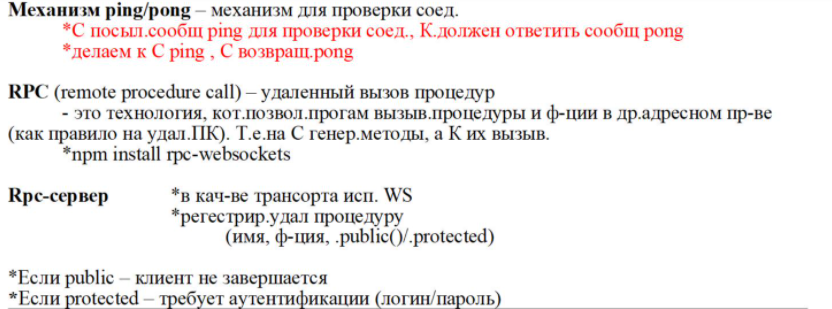 Механизм ping/pong – механизм для проверки соед.
*С посыл.сообщ ping для проверки соед., К.должен ответить сообщ pong
*делаем к С ping , С возвращ.pong
RPC (remote procedure call) – удаленный вызов процедур
- это технология, кот.позвол.прогам вызыв.процедуры и ф-ции в др.адресном пр-ве
(как правило на удал.ПК). Т.е.на С генер.методы, а К их вызыв.
*npm install rpc-websockets
Rpc-сервер *в кач-ве трансорта исп. WS
*регестрир.удал процедуру
(имя, ф-ция, .public()/.protected)
*Если public – клиент не завершается
*Если protected – требует аутентификации (логин/пароль)